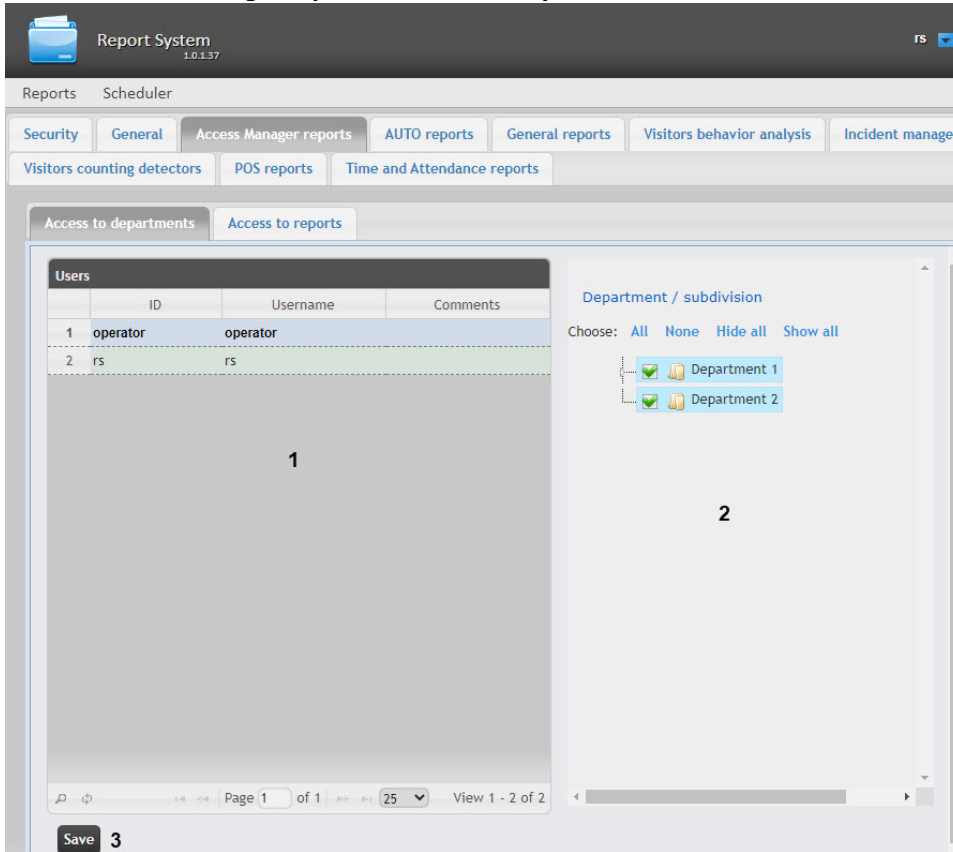 Report System
1.0.1.37
rs
Reports Scheduler
Security General Access Manager reports AUTO reports General reports Visitors behavior analysis Incident manage
Visitors counting detectors POS reports Time and Attendance reports
Access to departments Access to reports
Users
ID Username Comments
1 operator operator
2 rs rs
Department / subdivision
Choose: All None Hide all Show all
Department 1
Department 2
1
2
Page 1 of 1 25 View 1 - 2 of 2
Save 3